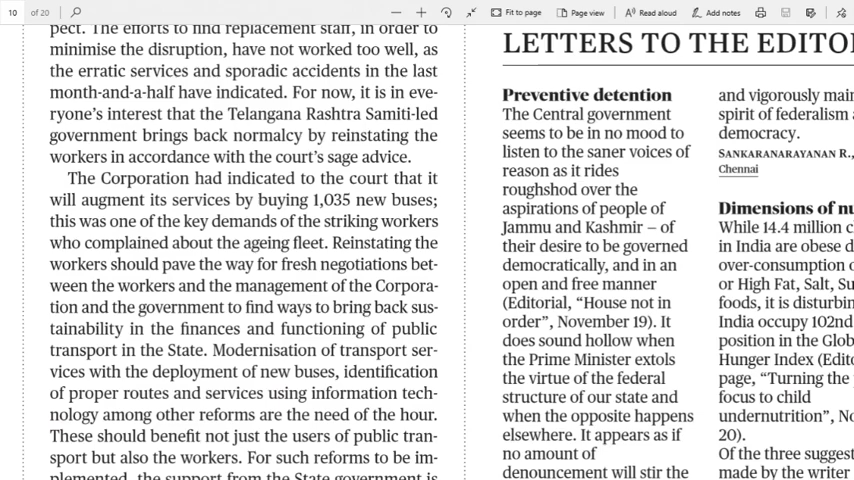 10 of 20
Fit to page
Page view
Read aloud
Add notes
pect. The efforts to find replacement staff, in order to
minimise the disruption, have not worked too well, as
the erratic services and sporadic accidents in the last
month-and-a-half have indicated. For now, it is in eve-
ryone's interest that the Telangana Rashtra Samiti-led
government brings back normalcy by reinstating the
workers in accordance with the court's sage advice.
The Corporation had indicated to the court that it
will augment its services by buying 1,035 new buses;
this was one of the key demands of the striking workers
who complained about the ageing fleet. Reinstating the
workers should pave the way for fresh negotiations bet-
ween the workers and the management of the Corpora-
tion and the government to find ways to bring back sus-
tainability in the finances and functioning of public
transport in the State. Modernisation of transport ser-
vices with the deployment of new buses, identification
of proper routes and services using information tech-
nology among other reforms are the need of the hour.
These should benefit not just the users of public tran-
sport but also the workers. For such reforms to be im-
plemented, the support from the State government is
LETTERS TO THE EDITO
Preventive detention
The Central government
seems to be in no mood to
listen to the saner voices of
reason as it rides
roughshod over the
aspirations of people of
Jammu and Kashmir – of
their desire to be governed
democratically, and in an
open and free manner
(Editorial, “House not in
order”, November 19). It
does sound hollow when
the Prime Minister extols
the virtue of the federal
structure of our state and
when the opposite happens
elsewhere. It appears as if
no amount of
denouncement will stir the
and vigorously main
spirit of federalism a
democracy.
SANKARANARAYANAN R.,
Chennai
Dimensions of nu
While 14.4 million c
in India are obese d
over-consumption o
or High Fat, Salt, Su
foods, it is disturbin
India occupy 102nd
position in the Glob
Hunger Index (Edito
page, “Turning the
focus to child
undernutrition”, No
20).
Of the three suggest
made by the writer